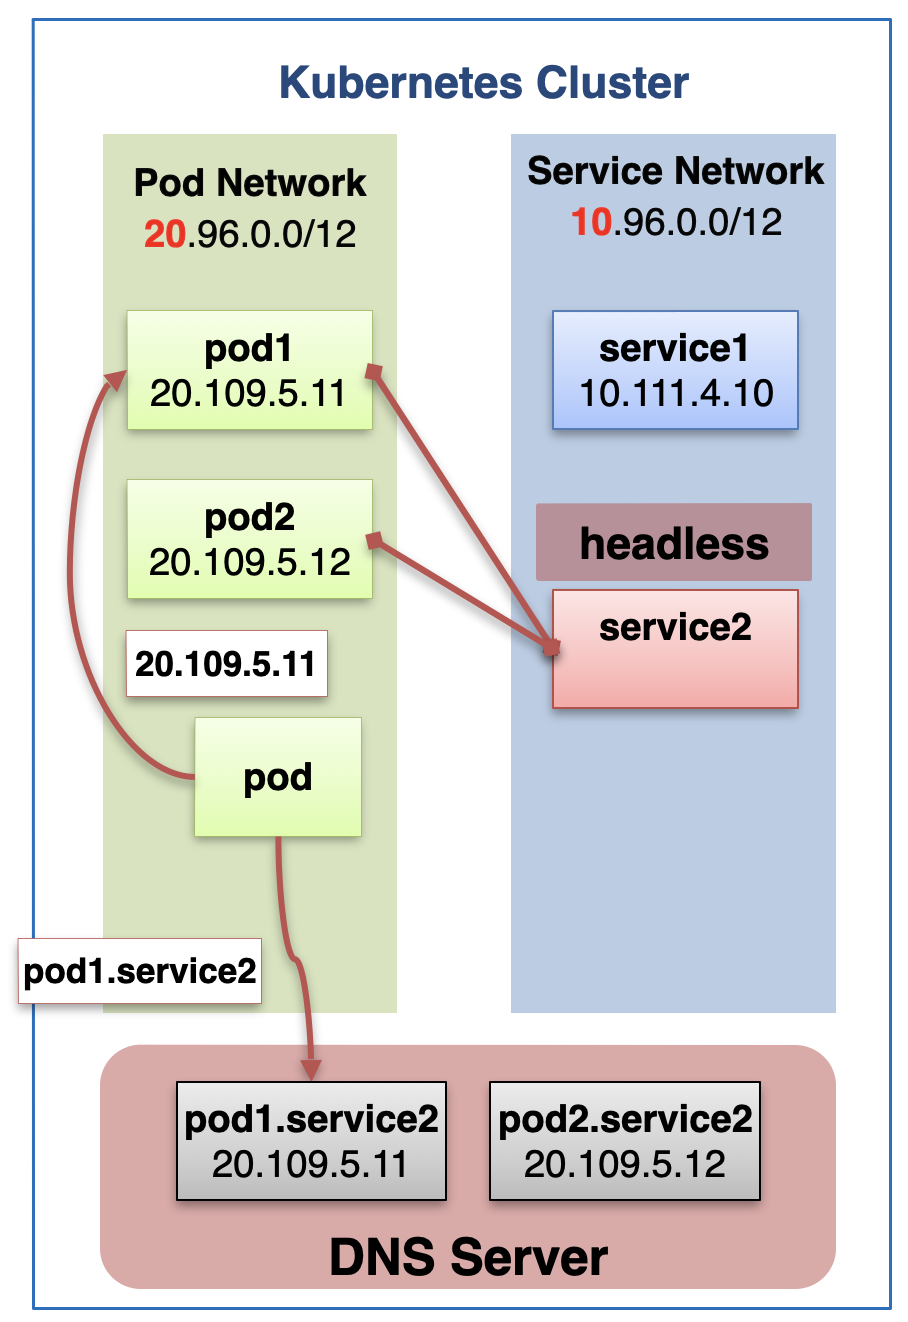 Kubernetes Cluster
Pod Network
20.96.0.0/12
pod1
20.109.5.11
pod2
20.109.5.12
20.109.5.11
pod
pod1.service2
Service Network
10.96.0.0/12
service1
10.111.4.10
headless
service2
pod1.service2
20.109.5.11
pod2.service2
20.109.5.12
DNS Server